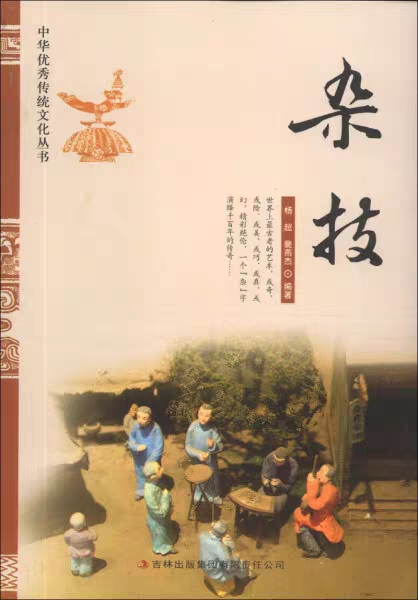 中华优秀传统文化丛书
杂技
杨超 裴燕杰⊙编著
世界上最古老的艺术，或奇、
或险、或美、或巧、或真、或
幻，精彩绝伦，一个“杂”字
演绎千百年的传奇……
吉林出版集团有限责任公司